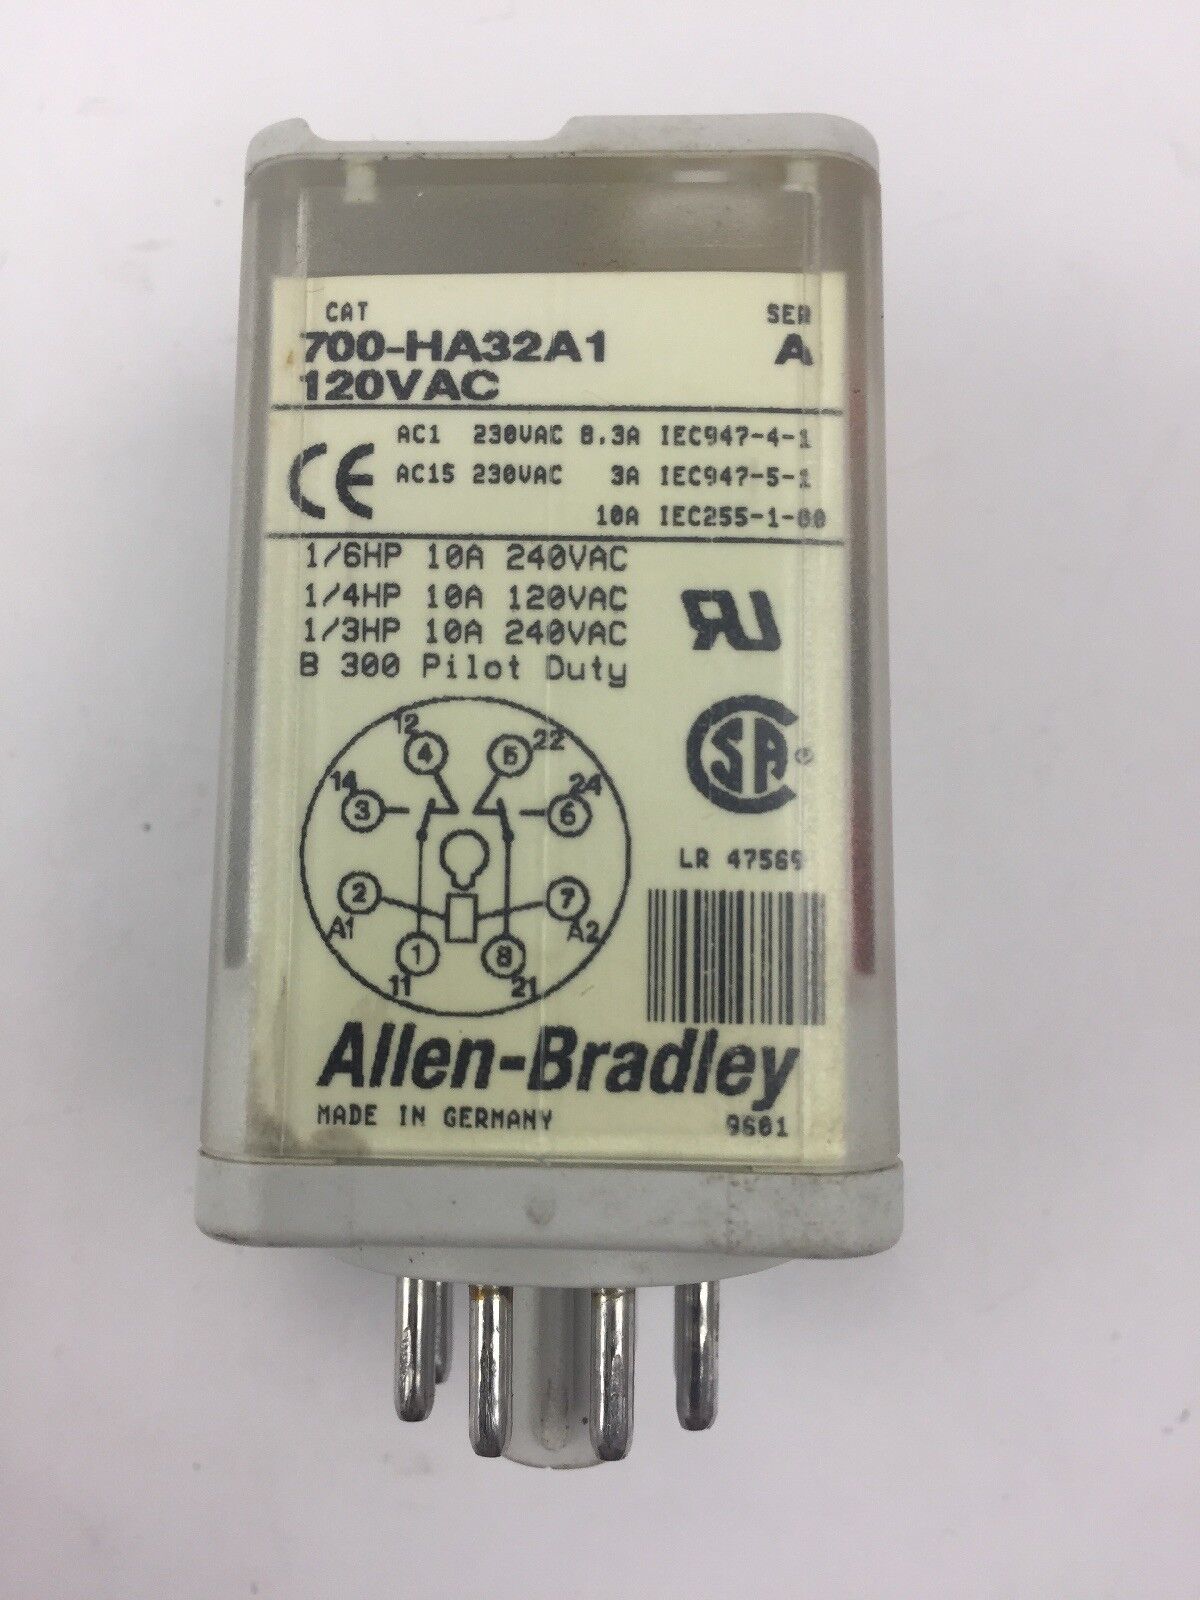 CAT SER
700-HA32A1 A
120VAC
CE AC1 230VAC 8.3A IEC947-4-1
AC15 230VAC 3A IEC947-5-1
10A IEC255-1-00
1/6HP 10A 240VAC
1/4HP 10A 120VAC
1/3HP 10A 240VAC
B 300 Pilot Duty
RU
12 22
4 5
14 24
3 6
CSA ®
LR 47569
2 7
A1 A2
1 8
11 21
Allen-Bradley
MADE IN GERMANY 9601